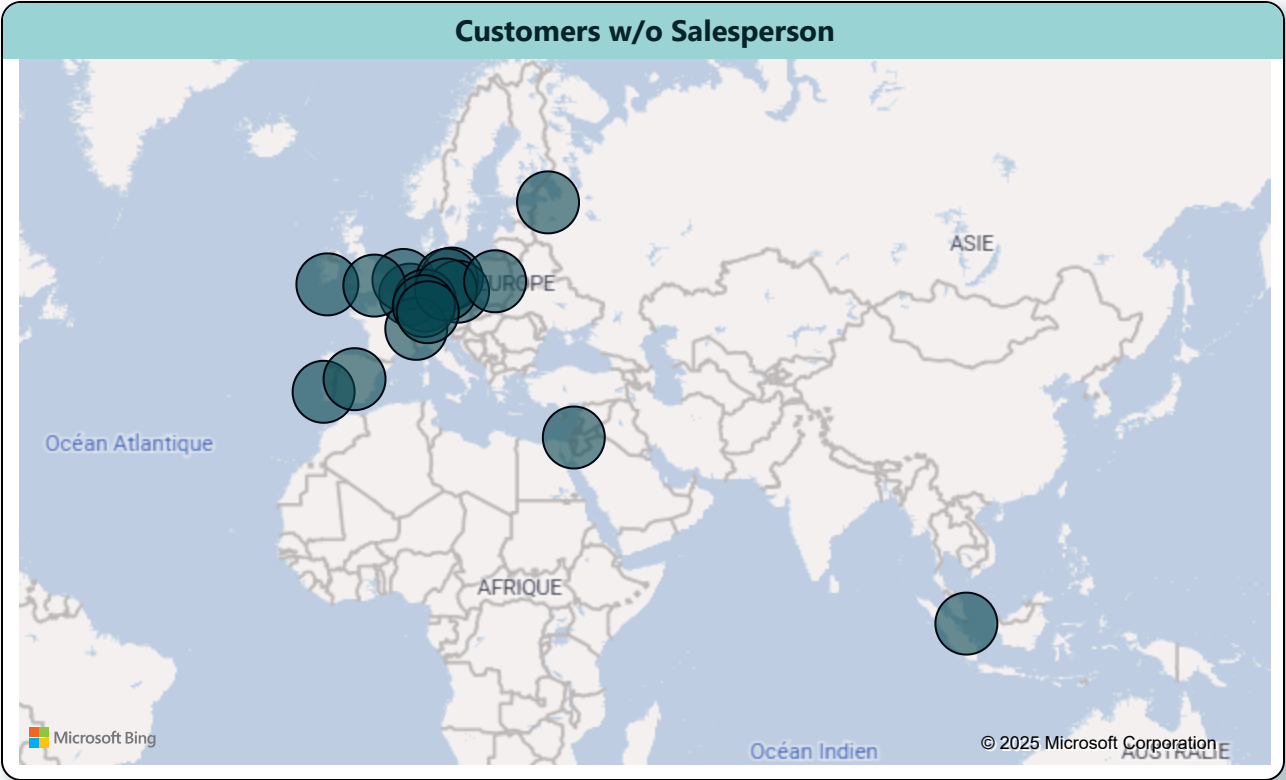 Customers w/o Salesperson
ASIE
EUROPE
Océan Atlantique
AFRIQUE
Océan Indien
AUSTRALIE
Microsoft Bing
© 2025 Microsoft Corporation